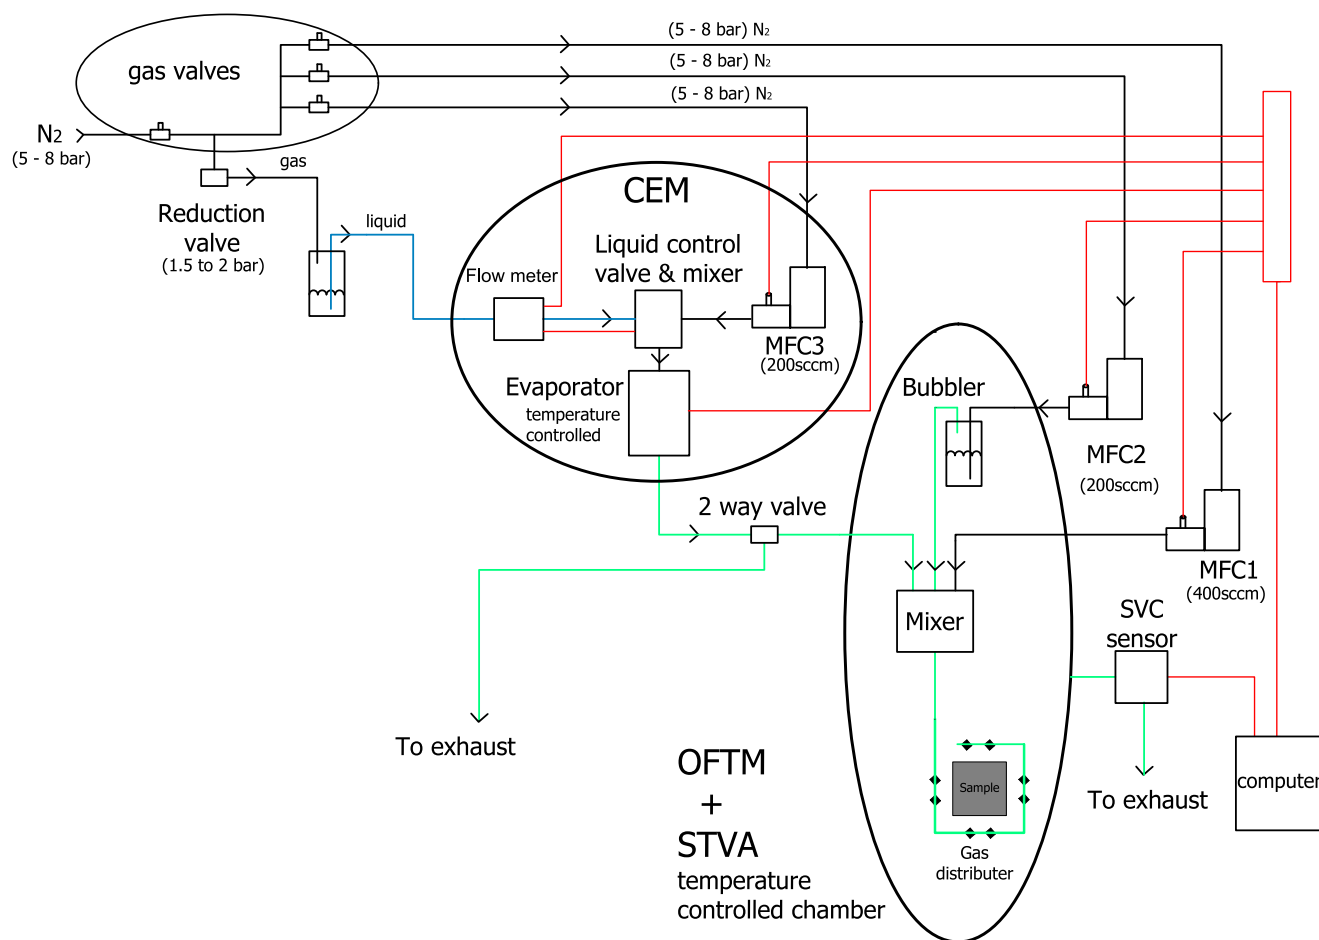 gas valves
(5 - 8 bar) N₂
(5 - 8 bar) N₂
(5 - 8 bar) N₂
N₂
(5 - 8 bar)
gas
Reduction
valve
(1.5 to 2 bar)
liquid
CEM
Liquid control
valve & mixer
Flow meter
MFC3
(200sccm)
Evaporator
temperature
controlled
Bubbler
MFC2
(200sccm)
2 way valve
MFC1
(400sccm)
Mixer
SVC
sensor
To exhaust
OFTM
+
STVA
temperature
controlled chamber
Sample
Gas
distributer
To exhaust
computer